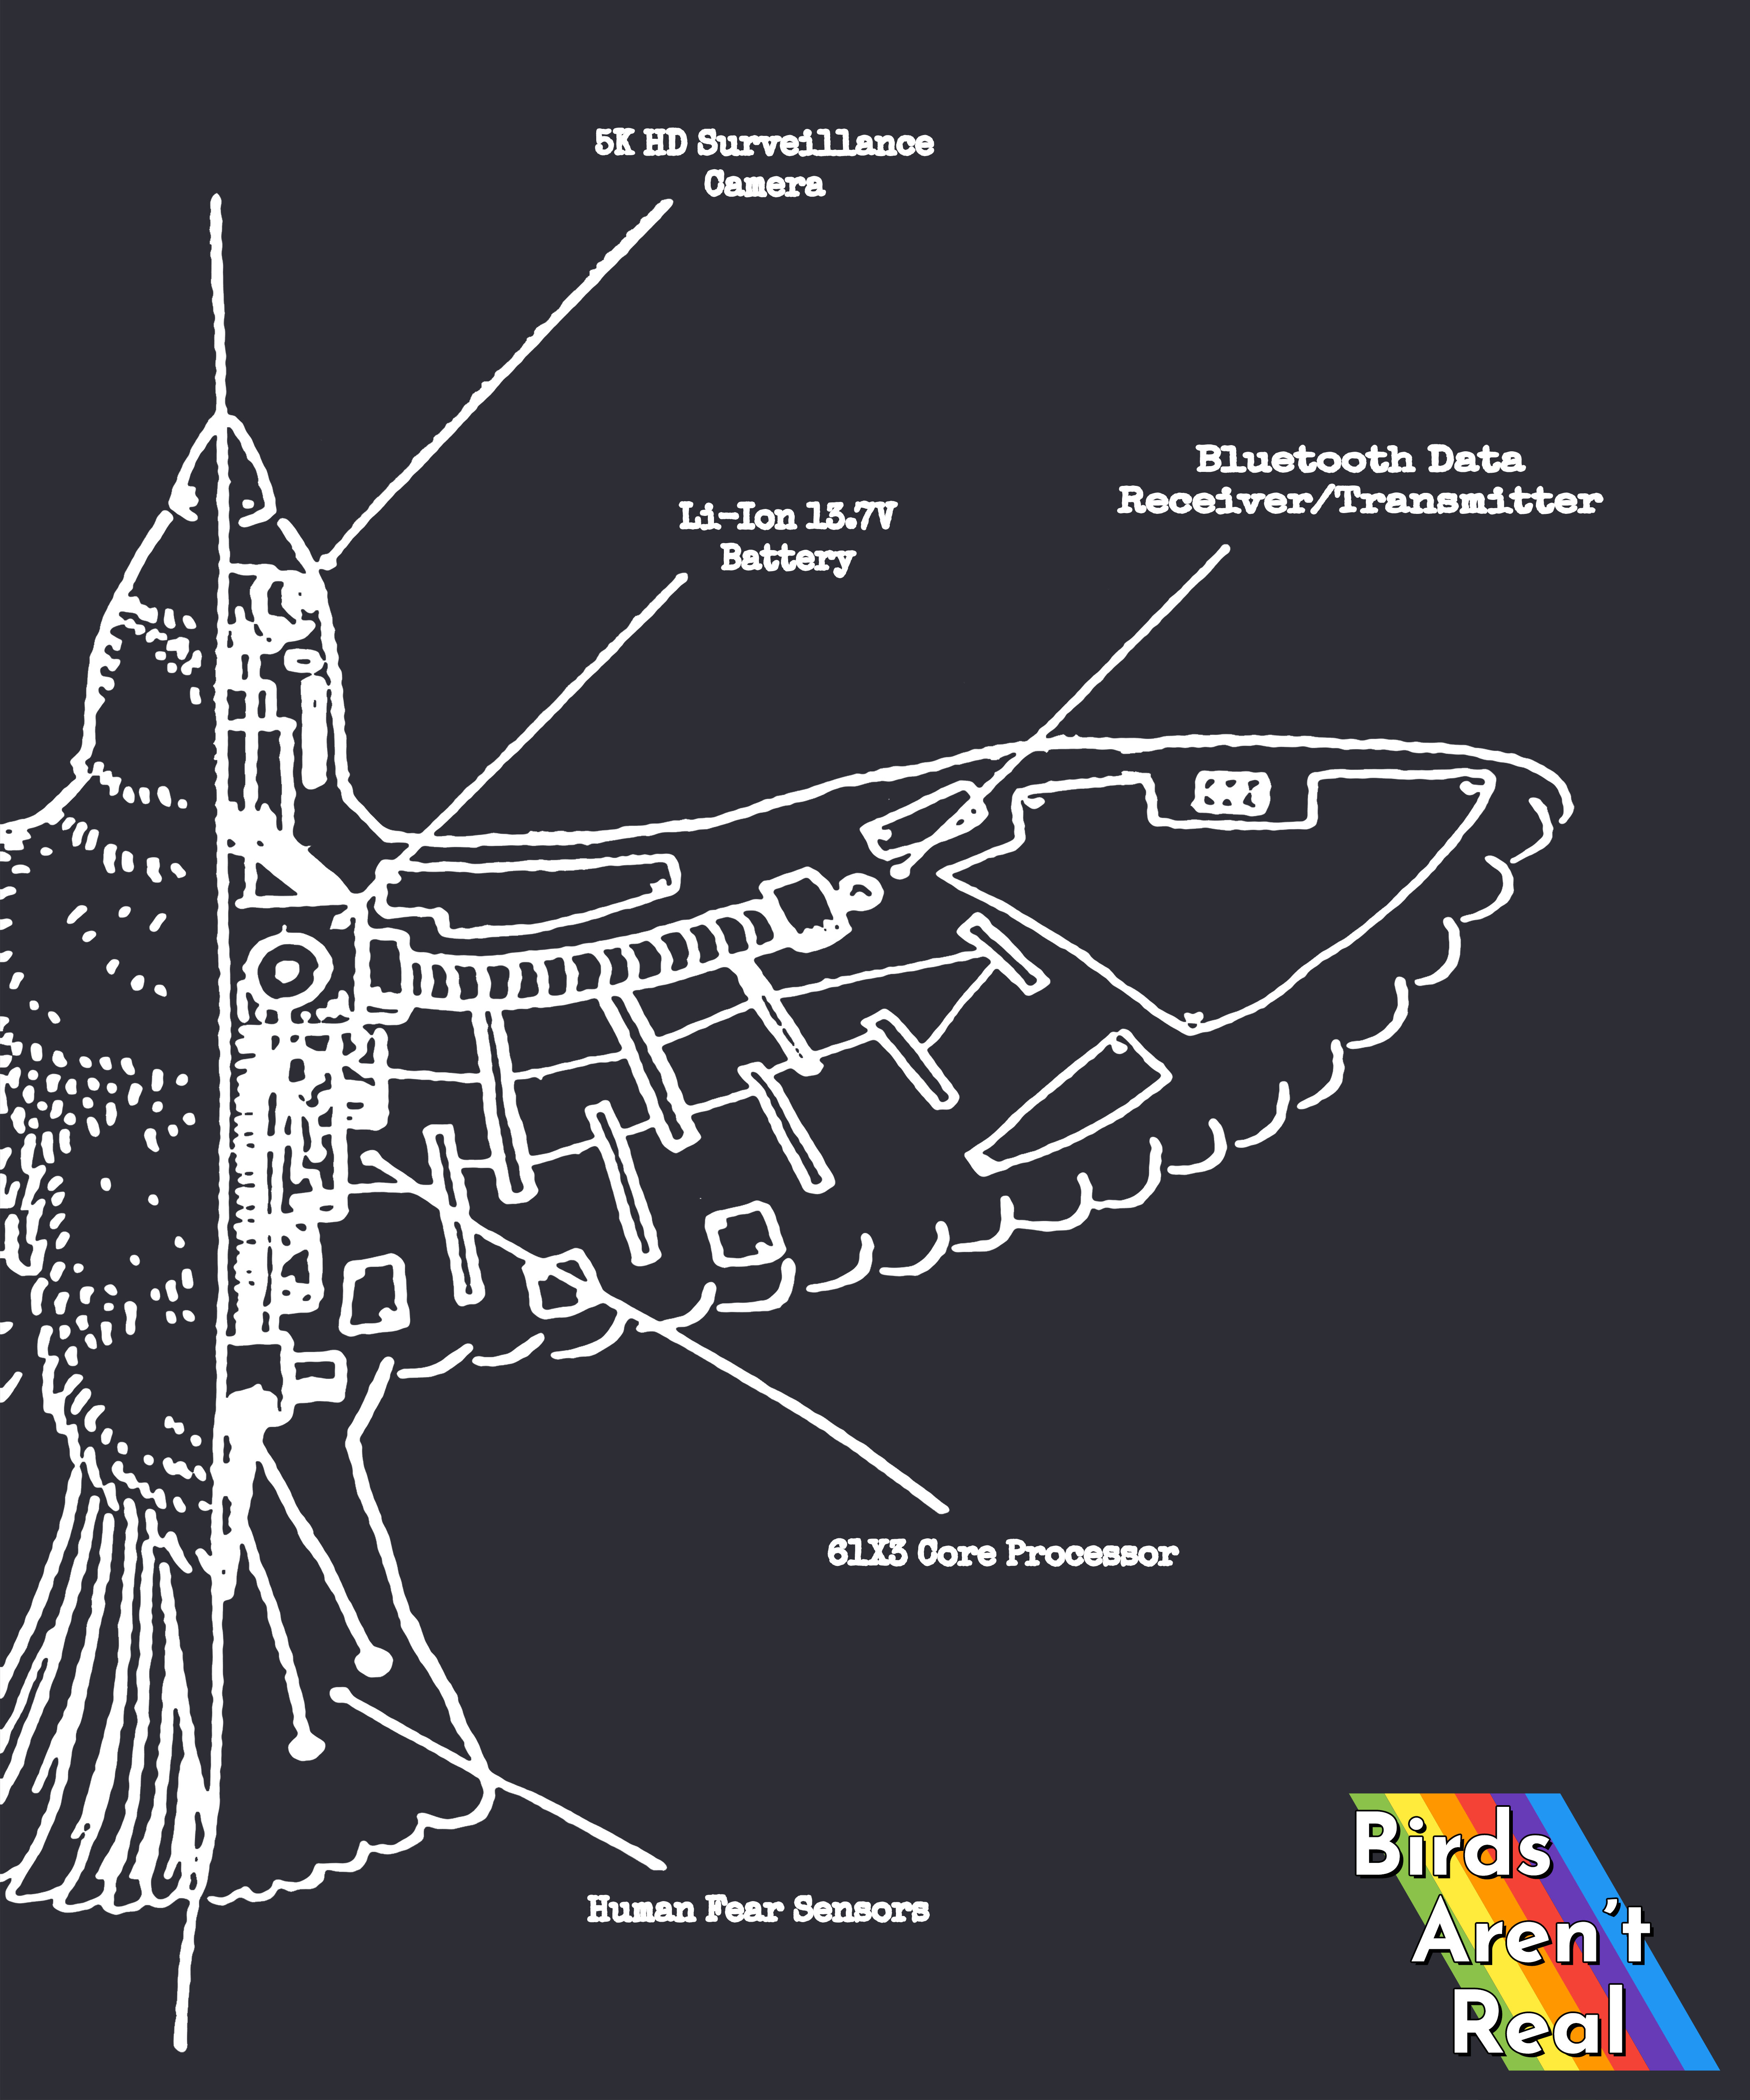 5K HD Surveillance
Camera
Li-Ion 13.7V
Battery
Bluetooth Data
Receiver/Transmitter
61X3 Core Processor
Human Fear Sensors
Birds
Aren't
Real